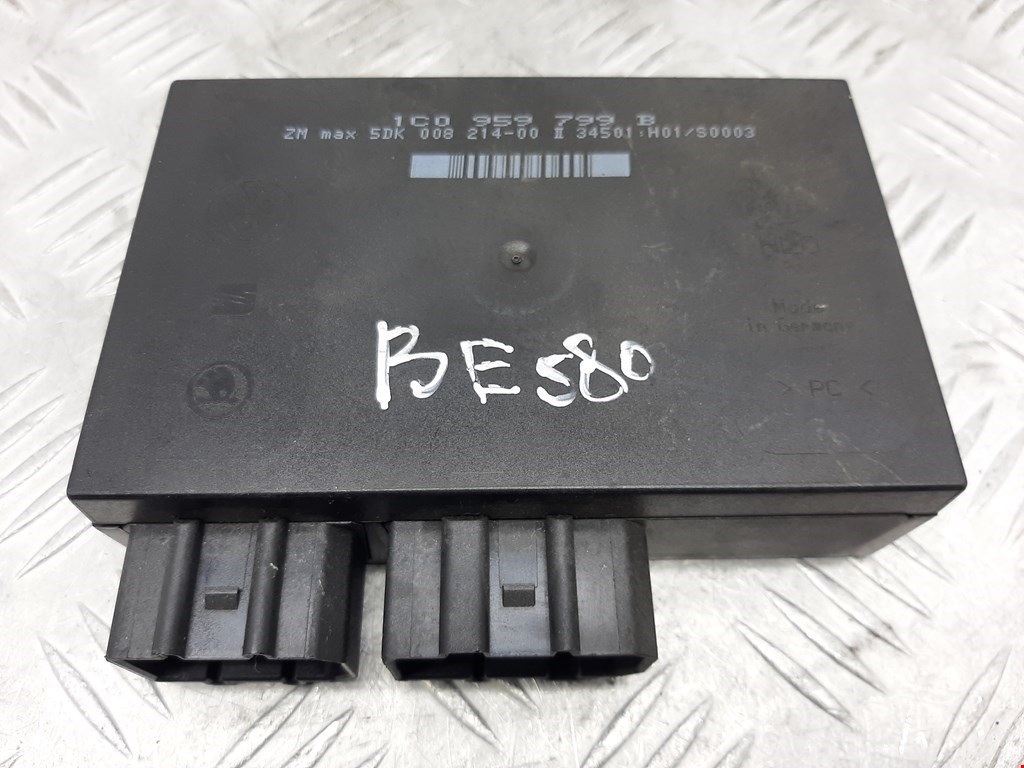 1C0 959 799 B
ZM max 5DK 008 214-00 II 34501:H01/S0003
Made
in Germany
BE580
> PC <